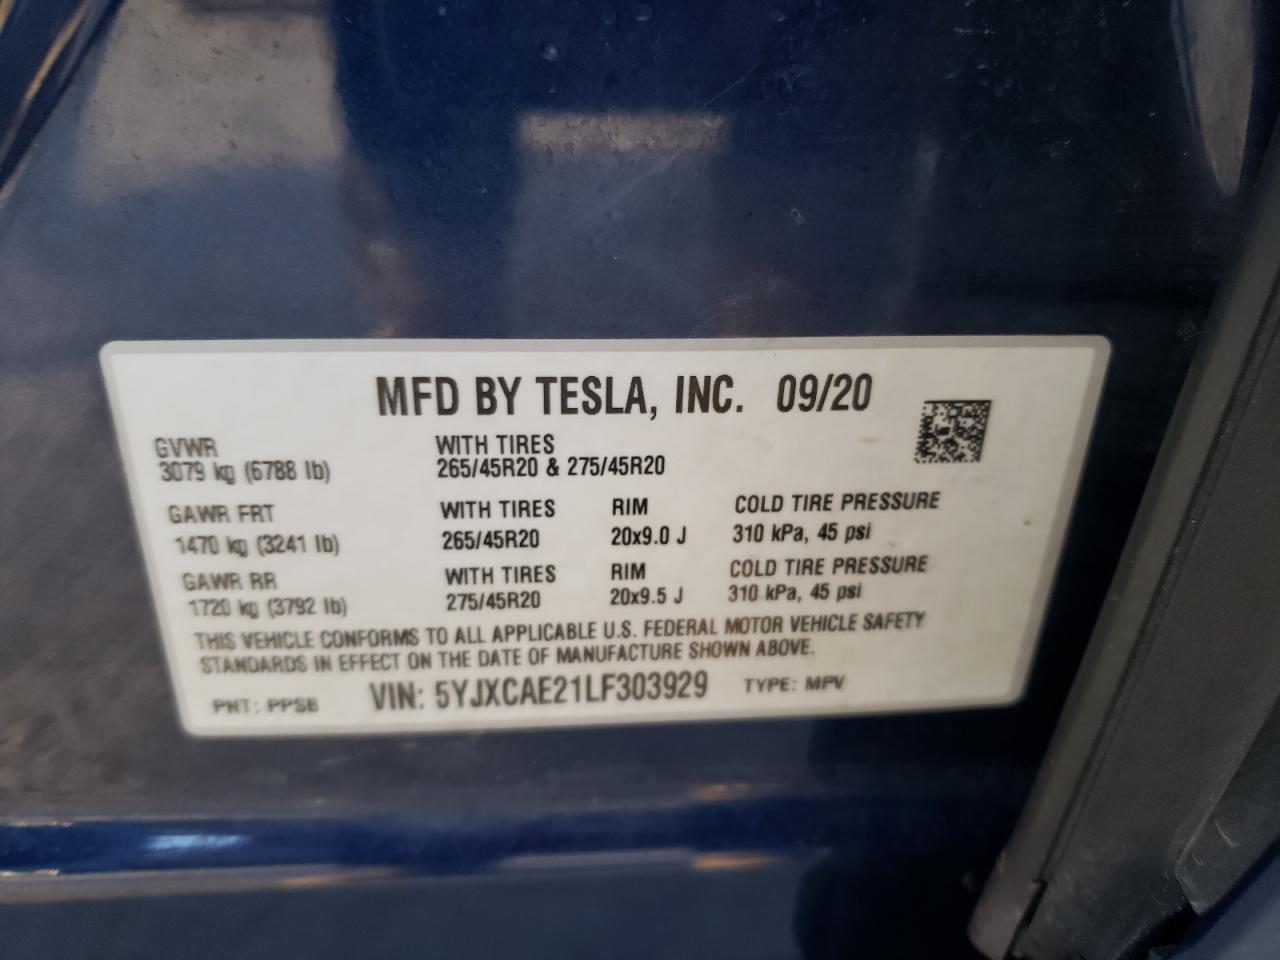 MFD BY TESLA, INC. 09/20
GVWR
3079 kg (6788 lb)
WITH TIRES
265/45R20 & 275/45R20
GAWR FRT
1470 kg (3241 lb)
WITH TIRES
265/45R20
RIM
20x9.0 J
COLD TIRE PRESSURE
310 kPa, 45 psi
GAWR RR
1720 kg (3792 lb)
WITH TIRES
275/45R20
RIM
20x9.5 J
COLD TIRE PRESSURE
310 kPa, 45 psi
THIS VEHICLE CONFORMS TO ALL APPLICABLE U.S. FEDERAL MOTOR VEHICLE SAFETY
STANDARDS IN EFFECT ON THE DATE OF MANUFACTURE SHOWN ABOVE.
PNT: PPSB VIN: 5YJXCAE21LF303929 TYPE: MPV